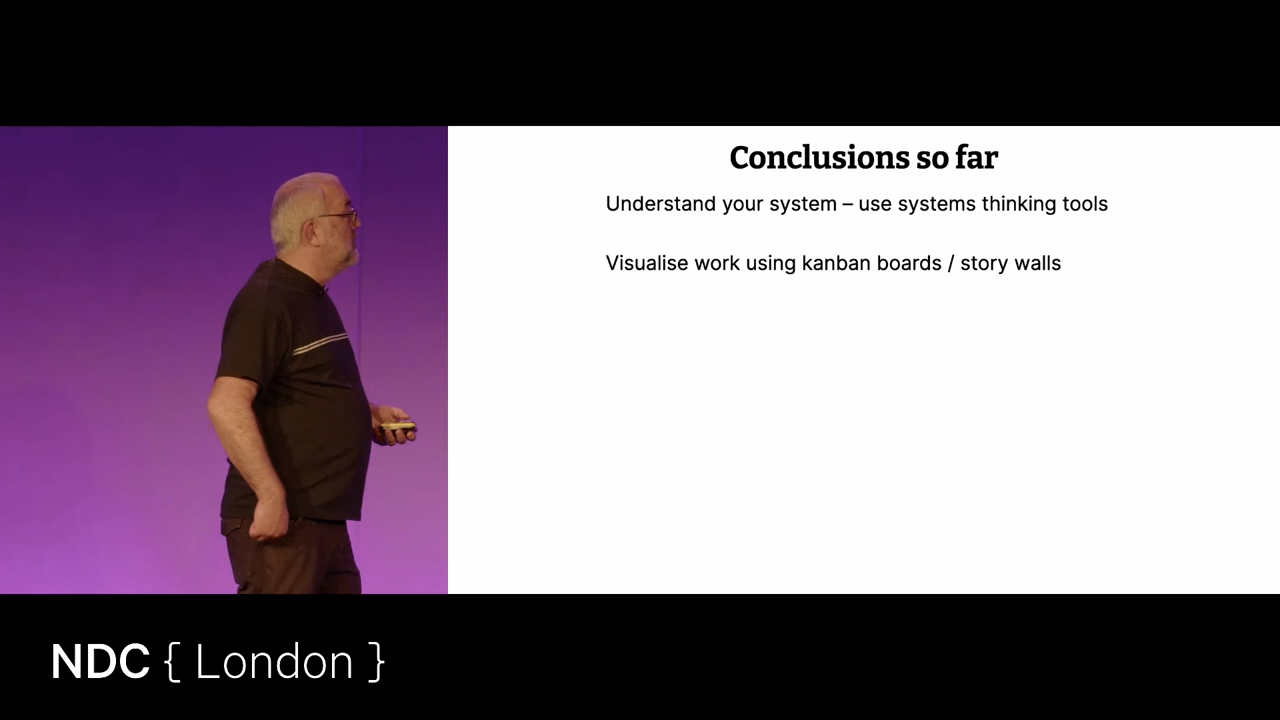 Conclusions so far
Understand your system – use systems thinking tools
Visualise work using kanban boards / story walls
NDC { London }